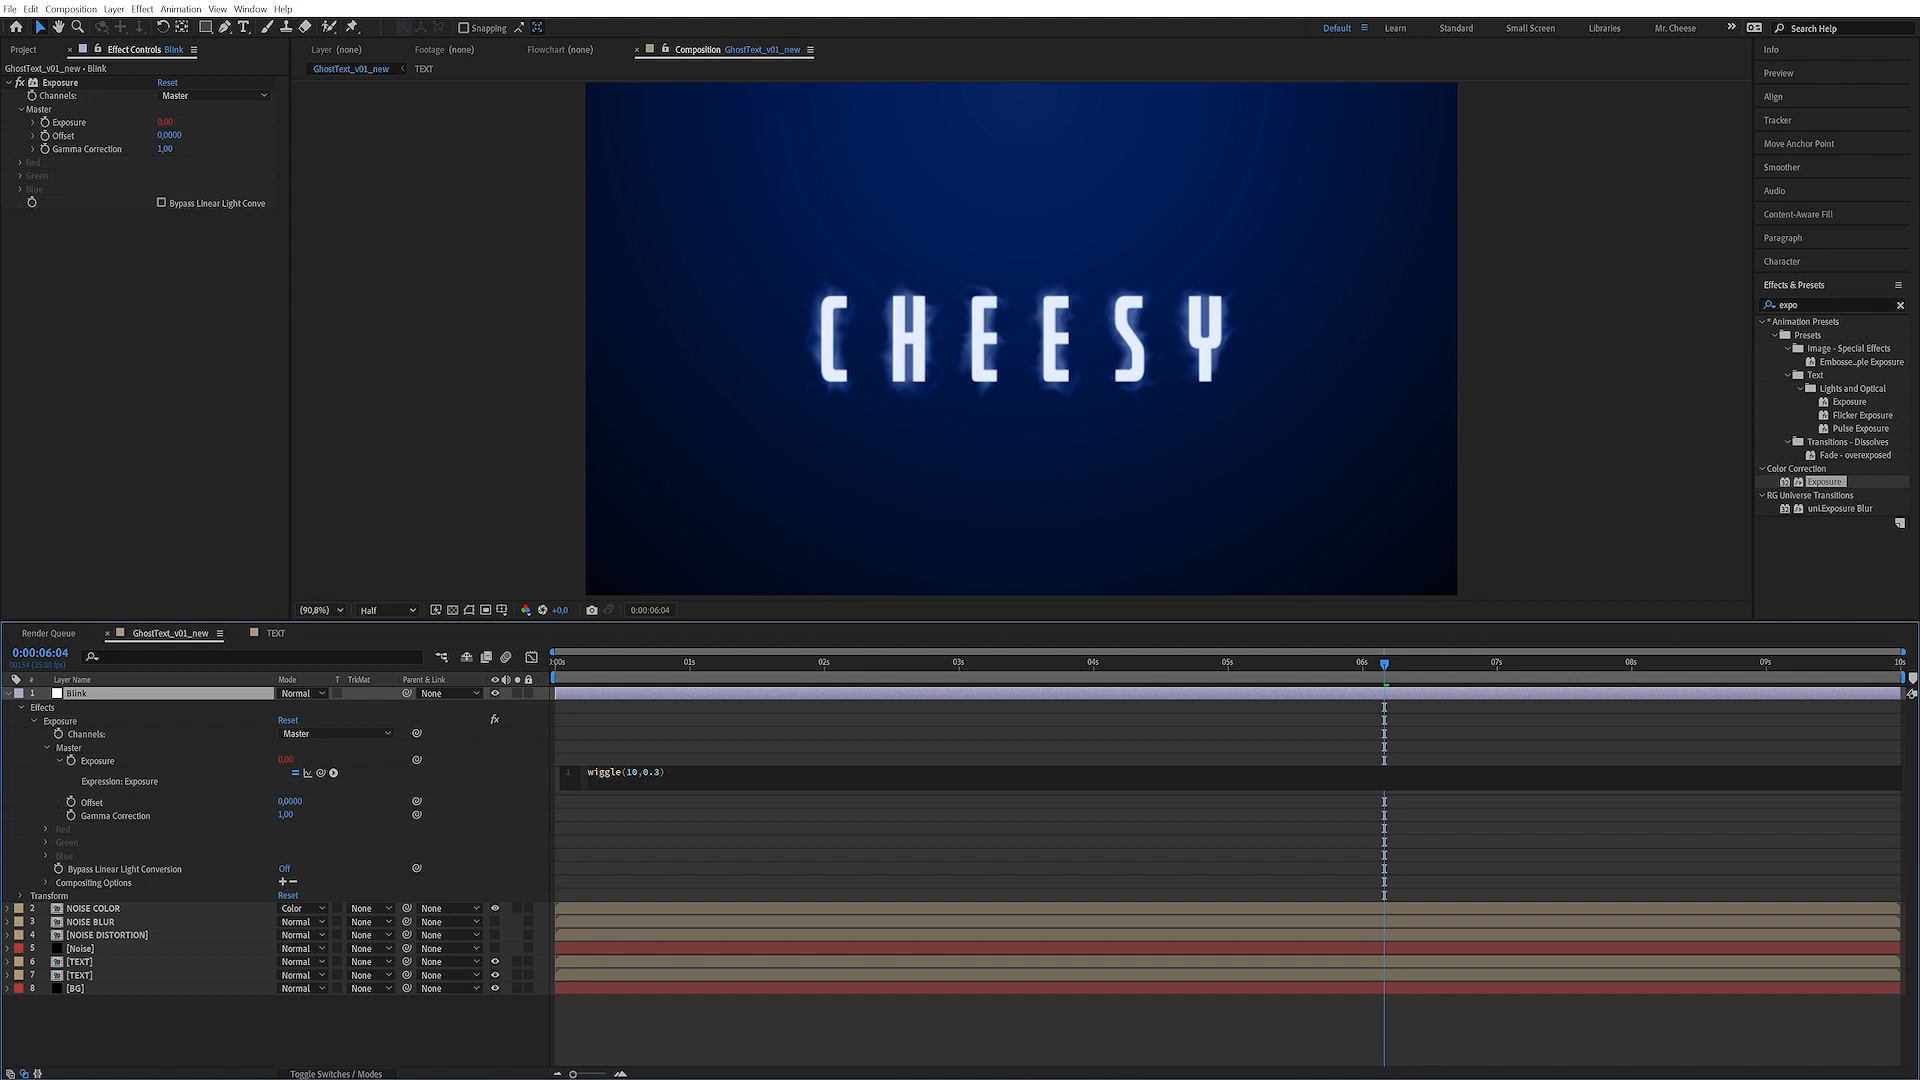 File Edit Composition Layer Effect Animation View Window Help
Snapping
Default Learn Standard Small Screen Libraries Mr. Cheese Search Help
Project Effect Controls Blink
Layer (none) Footage (none) Flowchart (none) Composition GhostText_v01_new
GhostText_v01_new • Blink
GhostText_v01_new TEXT
fx Exposure Reset
Channels: Master
Master
Exposure 0,00
Offset 0,0000
Gamma Correction 1,00
Red
Green
Blue
Bypass Linear Light Conve
CHEESY
Info
Preview
Align
Tracker
Move Anchor Point
Smoother
Audio
Content-Aware Fill
Paragraph
Character
Effects & Presets
expo
* Animation Presets
Presets
Image - Special Effects
Embosse...ple Exposure
Text
Lights and Optical
Exposure
Flicker Exposure
Pulse Exposure
Transitions - Dissolves
Fade - overexposed
Color Correction
Exposure
RG Universe Transitions
uni.Exposure Blur
(90,8%) Half +0,0 0:00:06:04
Render Queue GhostText_v01_new TEXT
0:00:06:04
00154 (25.00 fps)
:00s 01s 02s 03s 04s 05s 06s 07s 08s 09s 10s
# Layer Name Mode T TrkMat Parent & Link
1 Blink Normal None
Effects
Exposure Reset fx
Channels: Master
Master
Exposure 0,00
Expression: Exposure
1 wiggle(10,0.3)
Offset 0,0000
Gamma Correction 1,00
Red
Green
Blue
Bypass Linear Light Conversion Off
Compositing Options
Transform Reset
2 NOISE COLOR Color None None
3 NOISE BLUR Normal None None
4 [NOISE DISTORTION] Normal None None
5 [Noise] Normal None None
6 [TEXT] Normal None None
7 [TEXT] Normal None None
8 [BG] Normal None None
Toggle Switches / Modes